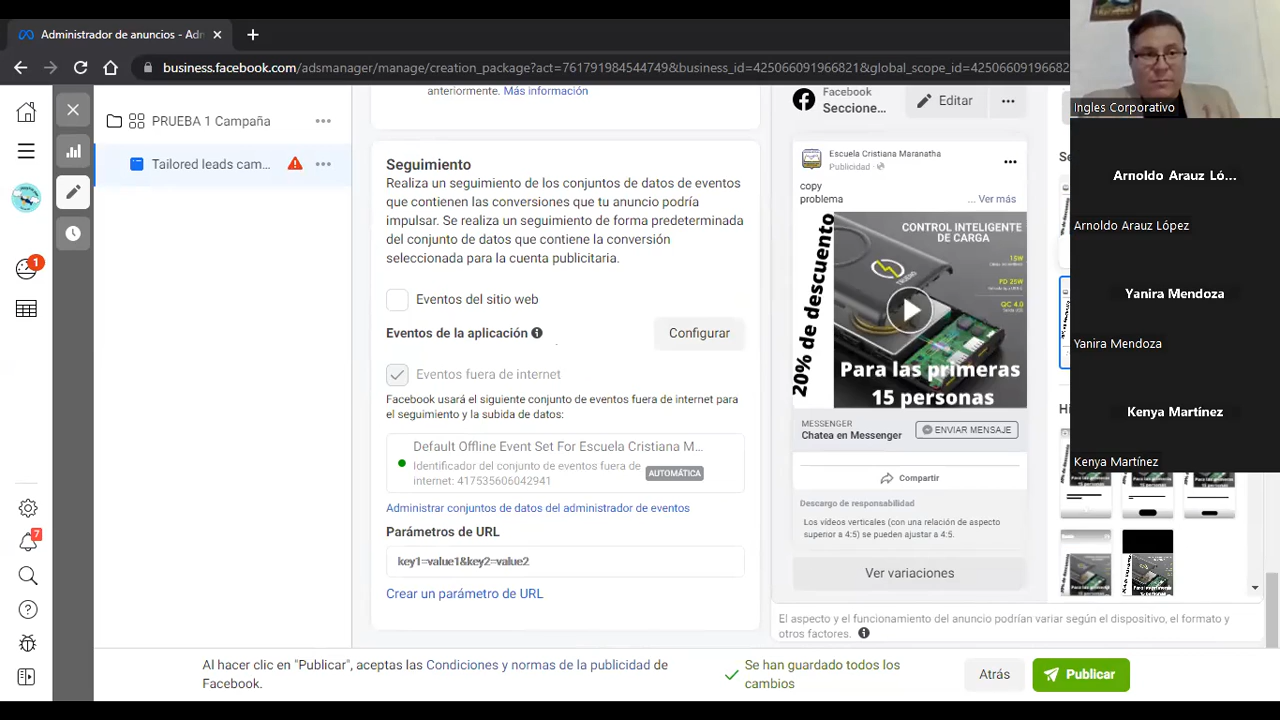 Administrador de anuncios - Adn
business.facebook.com/adsmanager/manage/creation_package?act=761791984544749&business_id=425066091966821&global_scope_id=42506609196682
PRUEBA 1 Campaña
Tailored leads cam...
1
7
anteriormente. Más información
Seguimiento
Realiza un seguimiento de los conjuntos de datos de eventos
que contienen las conversiones que tu anuncio podría
impulsar. Se realiza un seguimiento de forma predeterminada
del conjunto de datos que contiene la conversión
seleccionada para la cuenta publicitaria.
Eventos del sitio web
Eventos de la aplicación
Configurar
Eventos fuera de internet
Facebook usará el siguiente conjunto de eventos fuera de internet para
el seguimiento y la subida de datos:
Default Offline Event Set For Escuela Cristiana M...
Identificador del conjunto de eventos fuera de
internet: 417535606042941
AUTOMÁTICA
Administrar conjuntos de datos del administrador de eventos
Parámetros de URL
key1=value1&key2=value2
Crear un parámetro de URL
Facebook
Seccione...
Editar
Escuela Cristiana Maranatha
Publicidad
copy
problema
... Ver más
20% de descuento
CONTROL INTELIGENTE
DE CARGA
15W
PD 25W
QC 4.0
Para las primeras
15 personas
MESSENGER
Chatea en Messenger
ENVIAR MENSAJE
Compartir
Descargo de responsabilidad
Los vídeos verticales (con una relación de aspecto
superior a 4:5) se pueden ajustar a 4:5.
Ver variaciones
El aspecto y el funcionamiento del anuncio podrían variar según el dispositivo, el formato y
otros factores.
Al hacer clic en "Publicar", aceptas las Condiciones y normas de la publicidad de
Facebook.
Se han guardado todos los
cambios
Atrás
Publicar
Ingles Corporativo
Arnoldo Arauz Ló...
Arnoldo Arauz López
Yanira Mendoza
Yanira Mendoza
Kenya Martínez
Kenya Martínez